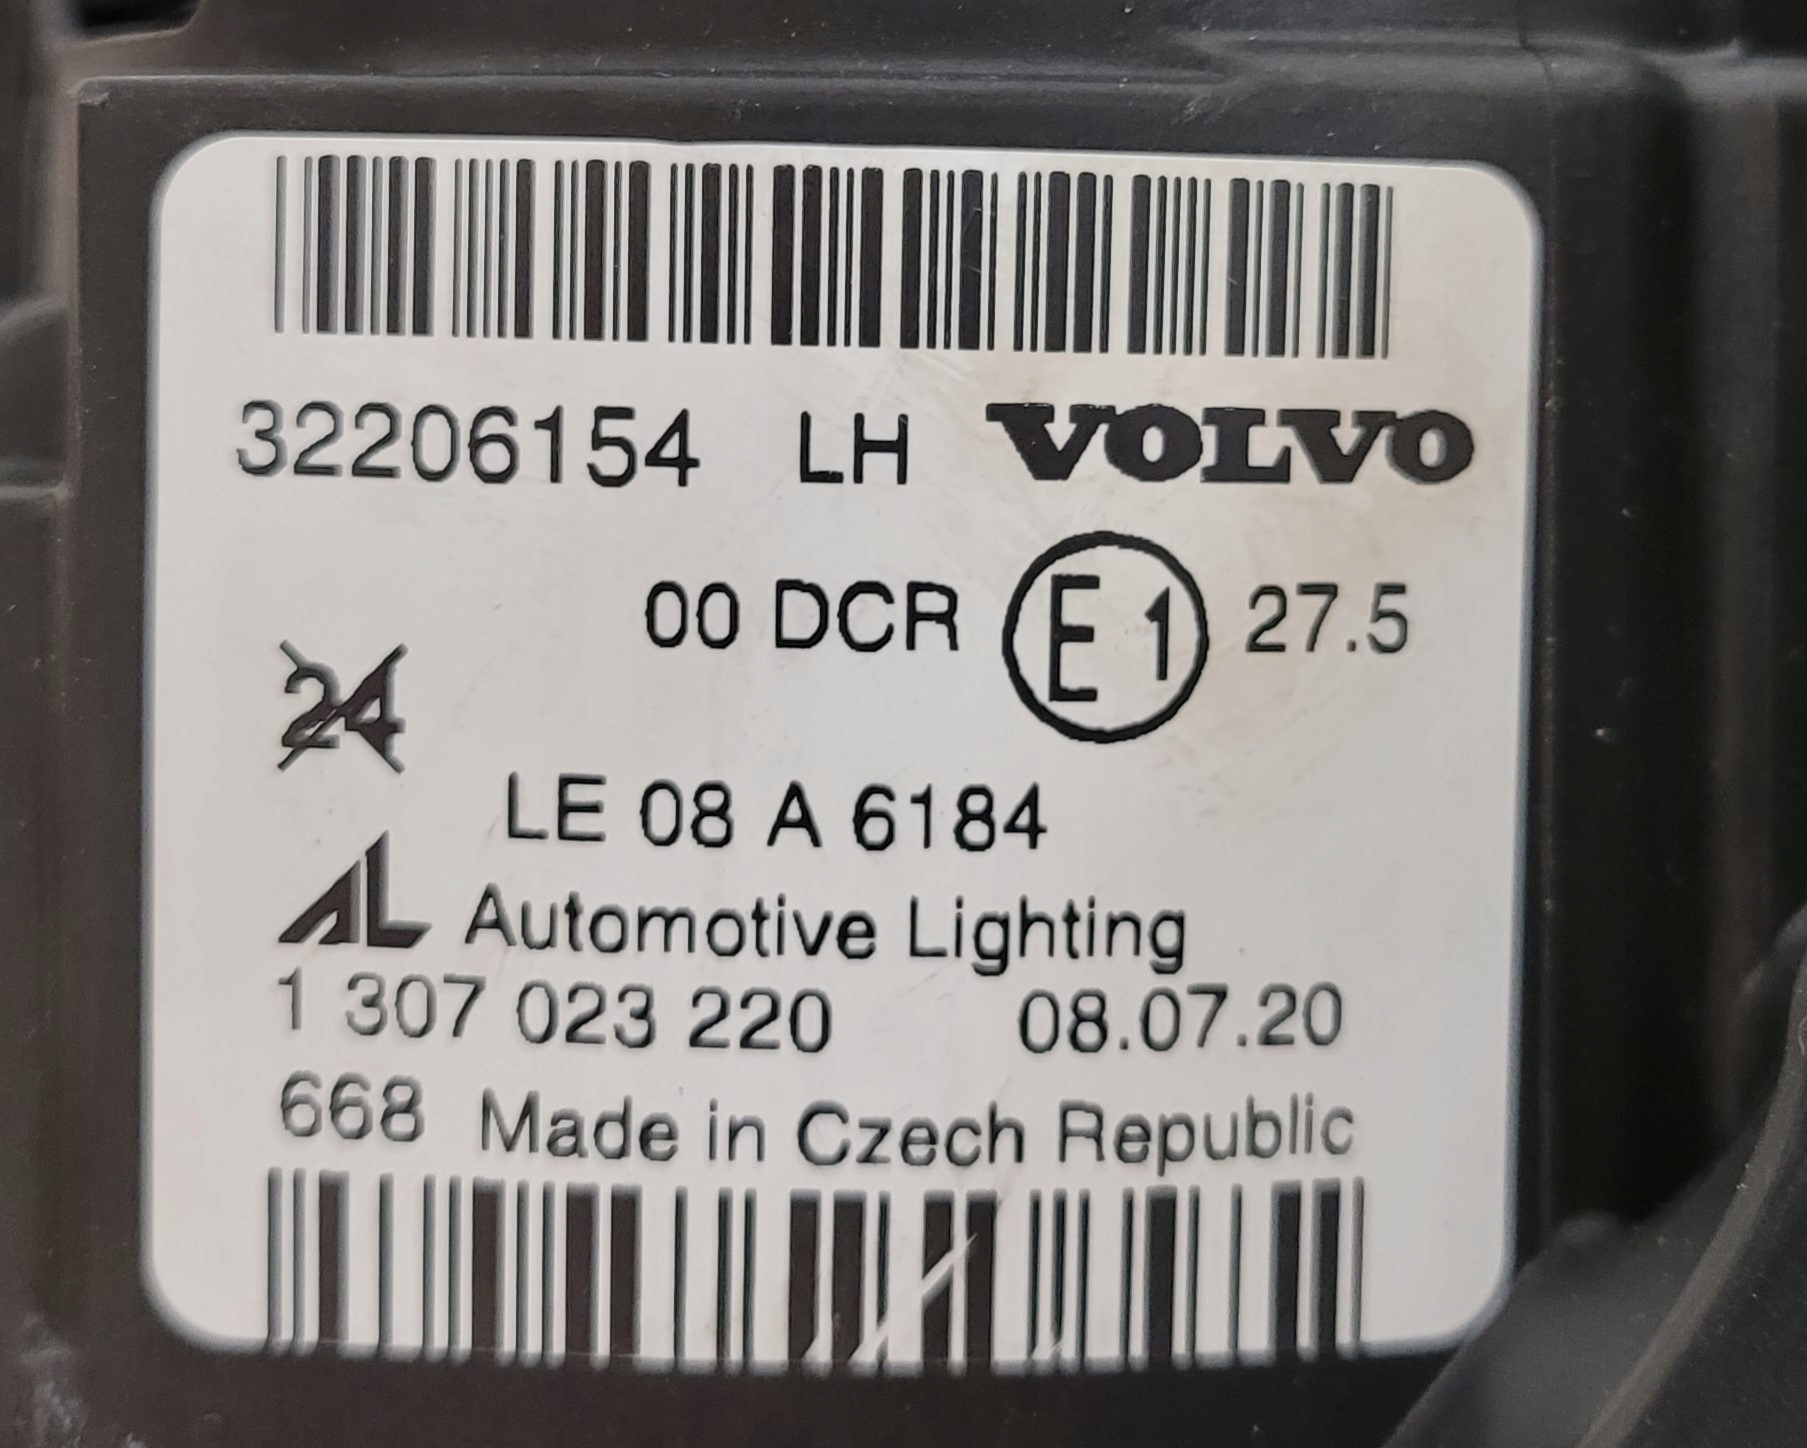 32206154 LH VOLVO
00 DCR E1 27.5
24
LE 08 A 6184
AL Automotive Lighting
1 307 023 220 08.07.20
668 Made in Czech Republic